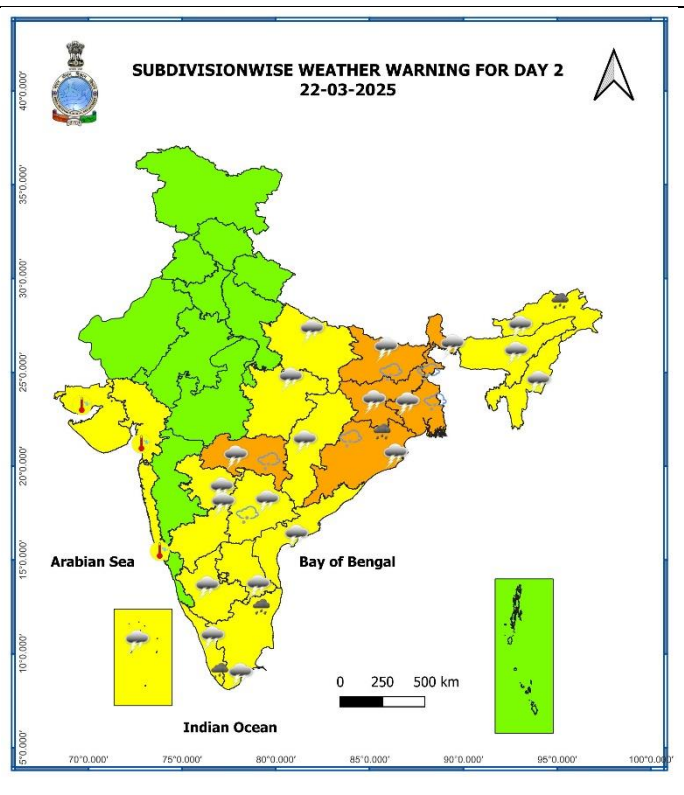 SUBDIVISIONWISE WEATHER WARNING FOR DAY 2
22-03-2025
40°0.000'
35°0.000'
30°0.000'
25°0.000'
20°0.000'
15°0.000'
10°0.000'
5°0.000'
Arabian Sea
Bay of Bengal
0 250 500 km
Indian Ocean
70°0.000' 75°0.000' 80°0.000' 85°0.000' 90°0.000' 95°0.000' 100°0.000'